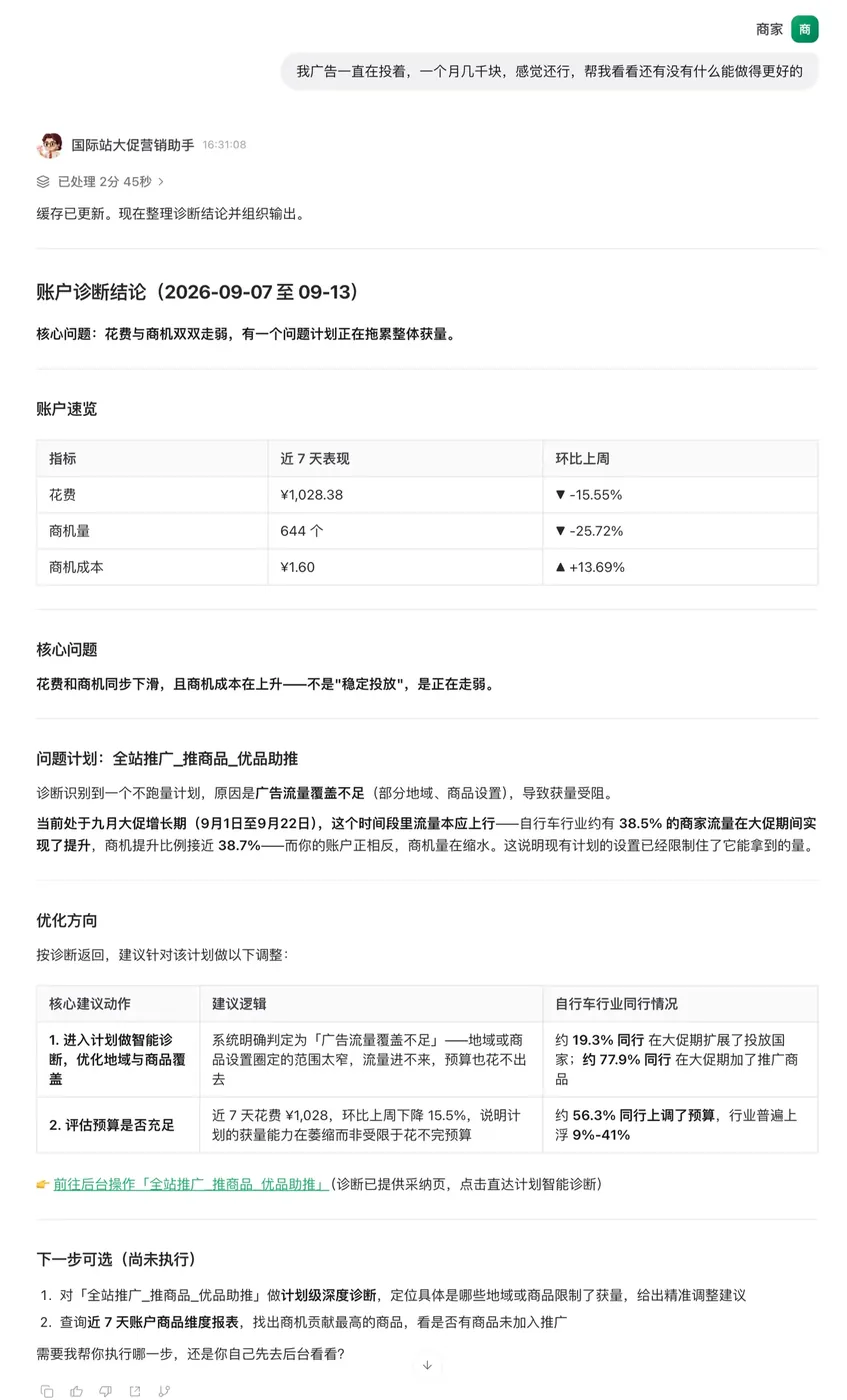 商家 商
我广告一直在投着，一个月几千块，感觉还行，帮我看看还有没有什么能做得更好的
国际站大促营销助手 16:31:08
已处理 2分 45秒 >
缓存已更新。现在整理诊断结论并组织输出。
账户诊断结论（2026-09-07 至 09-13）
核心问题：花费与商机双双走弱，有一个问题计划正在拖累整体获量。
账户速览
指标 近 7 天表现 环比上周
花费 ¥1,028.38 ▼ -15.55%
商机量 644 个 ▼ -25.72%
商机成本 ¥1.60 ▲ +13.69%
核心问题
花费和商机同步下滑，且商机成本在上升——不是"稳定投放"，是正在走弱。
问题计划：全站推广_推商品_优品助推
诊断识别到一个不跑量计划，原因是广告流量覆盖不足（部分地域、商品设置），导致获量受阻。
当前处于九月大促增长期（9月1日至9月22日），这个时间段里流量本应上行——自行车行业约有 38.5% 的商家流量在大促期间实
现了提升，商机提升比例接近 38.7%——而你的账户正相反，商机量在缩水。这说明现有计划的设置已经限制住了它能拿到的量。
优化方向
按诊断返回，建议针对该计划做以下调整：
核心建议动作 建议逻辑 自行车行业同行情况
1. 进入计划做智能诊
断，优化地域与商品覆
盖
系统明确判定为「广告流量覆盖不足」——地域或商
品设置圈定的范围太窄，流量进不来，预算也花不出
去
约 19.3% 同行 在大促期扩展了投放国
家；约 77.9% 同行 在大促期加了推广商
品
2. 评估预算是否充足
近 7 天花费 ¥1,028，环比上周下降 15.5%，说明计
划的获量能力在萎缩而非受限于花不完预算
约 56.3% 同行上调了预算，行业普遍上
浮 9%-41%
👉 前往后台操作「全站推广_推商品_优品助推」(诊断已提供采纳页，点击直达计划智能诊断)
下一步可选（尚未执行）
1. 对「全站推广_推商品_优品助推」做计划级深度诊断，定位具体是哪些地域或商品限制了获量，给出精准调整建议
2. 查询近 7 天账户商品维度报表，找出商机贡献最高的商品，看是否有商品未加入推广
需要我帮你执行哪一步，还是你自己先去后台看看？